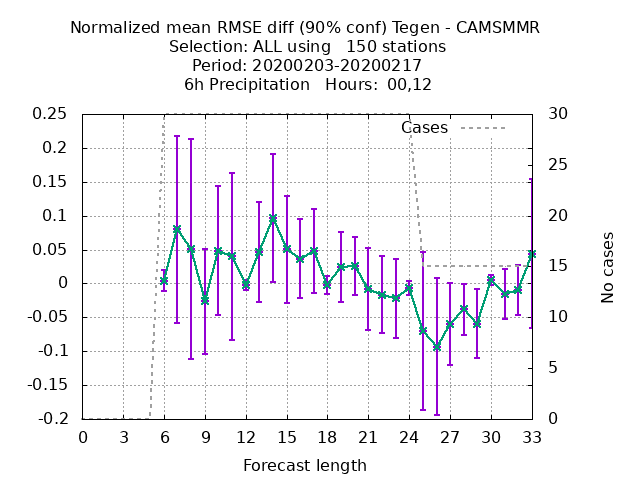 Normalized mean RMSE diff (90% conf) Tegen - CAMSMMR
Selection: ALL using   150 stations
Period: 20200203-20200217
6h Precipitation   Hours:  00,12
Cases
0.25
0.2
0.15
0.1
0.05
0
-0.05
-0.1
-0.15
-0.2
30
25
20
15
10
5
0
No cases
0 3 6 9 12 15 18 21 24 27 30 33
Forecast length